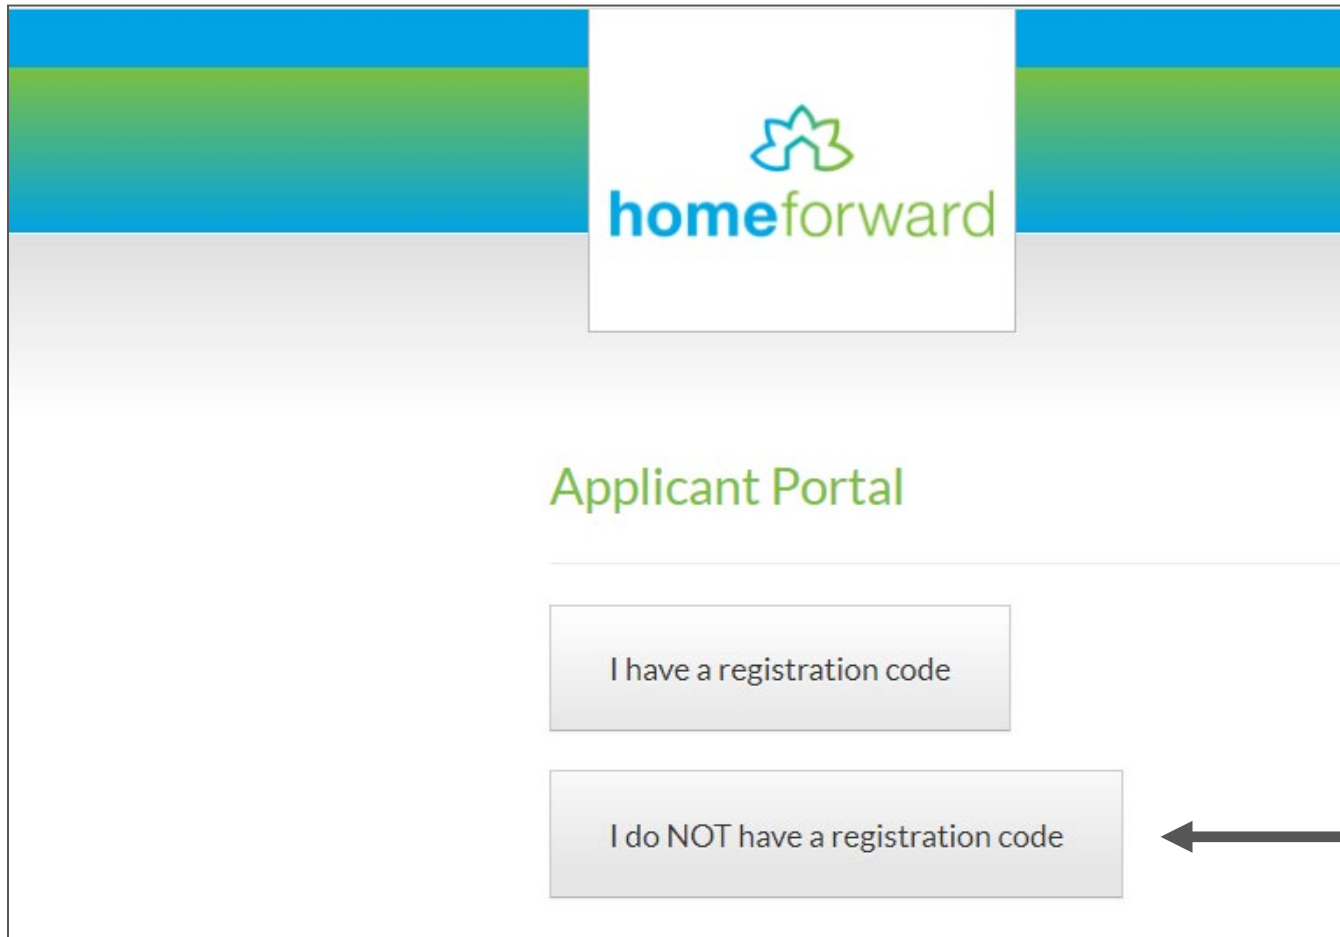 homeforward
Applicant Portal
I have a registration code
I do NOT have a registration code